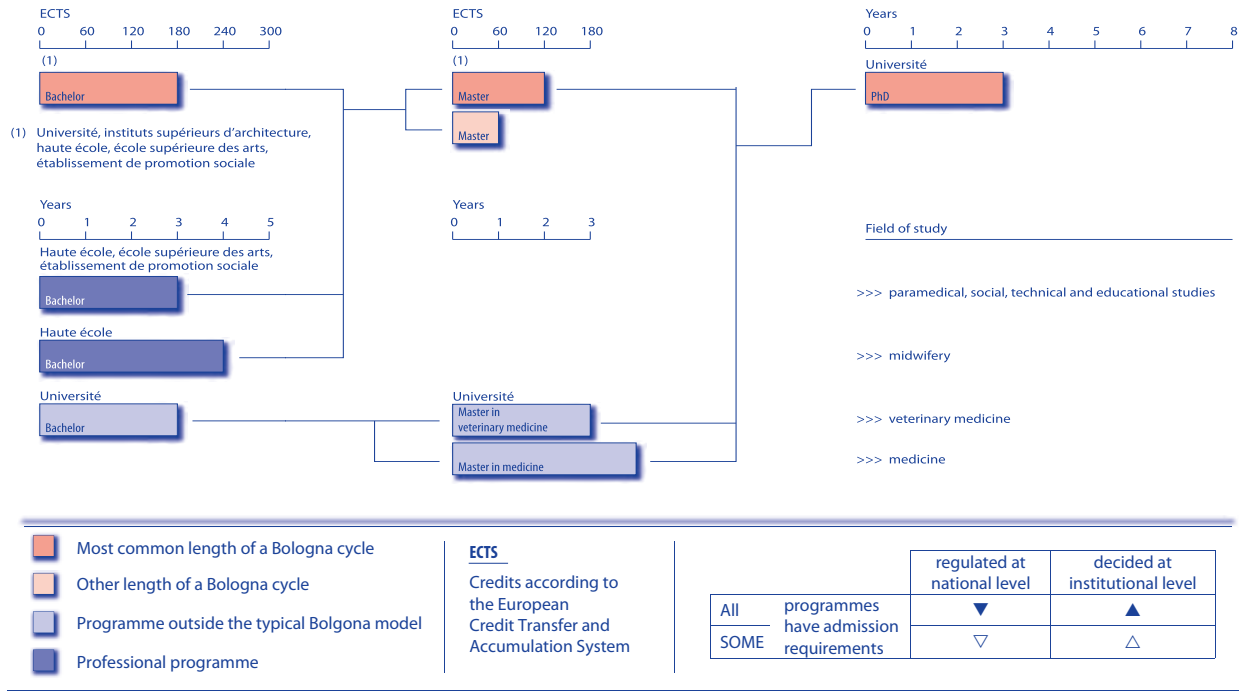 ECTS
0 60 120 180 240 300
(1)
Bachelor
(1) Université, instituts supérieurs d'architecture,
haute école, école supérieure des arts,
établissement de promotion sociale
ECTS
0 60 120 180
(1)
Master
Master
Years
0 1 2 3 4 5 6 7 8
Université
PhD
Years
0 1 2 3 4 5
Haute école, école supérieure des arts,
établissement de promotion sociale
Bachelor
Haute école
Bachelor
Université
Bachelor
Years
0 1 2 3
Université
Master in
veterinary medicine
Master in medicine
Field of study
>>> paramedical, social, technical and educational studies
>>> midwifery
>>> veterinary medicine
>>> medicine
Most common length of a Bologna cycle
Other length of a Bologna cycle
Programme outside the typical Bolgona model
Professional programme
ECTS
Credits according to
the European
Credit Transfer and
Accumulation System
regulated at
national level
decided at
institutional level
All
SOME
programmes
have admission
requirements